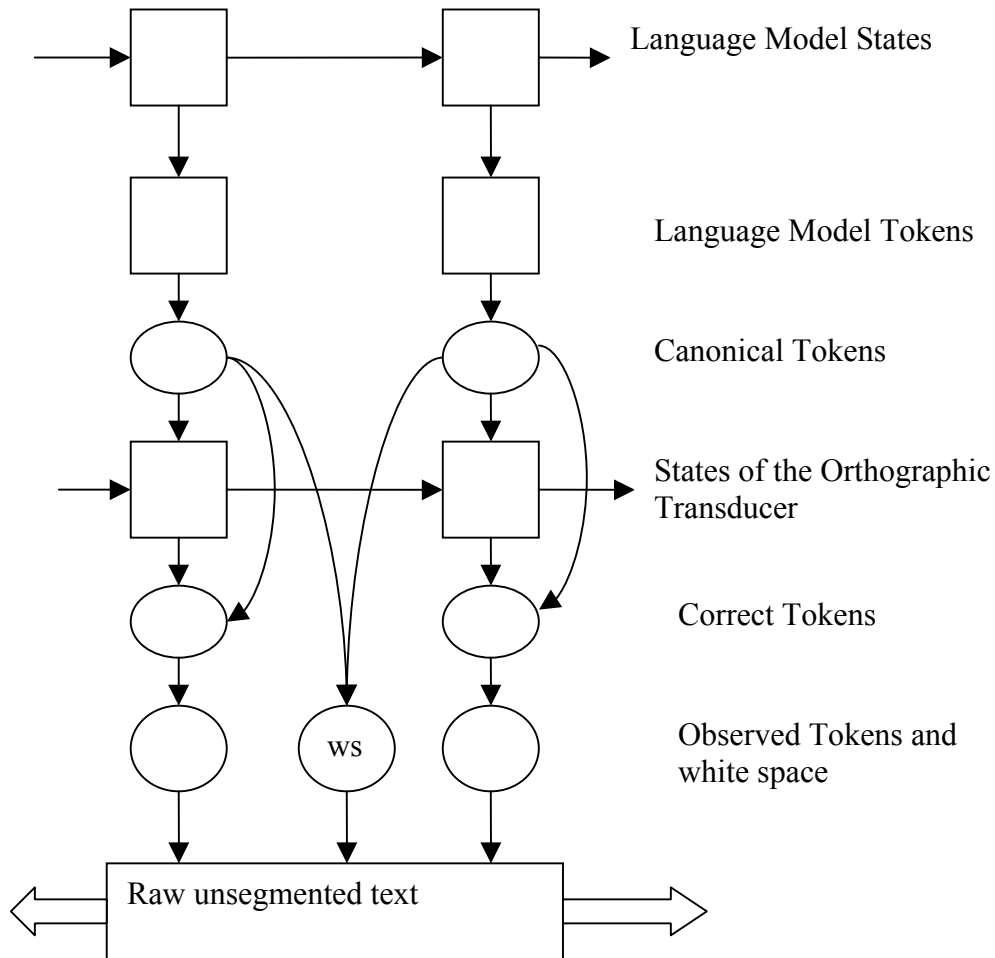 Language Model States
Language Model Tokens
Canonical Tokens
States of the Orthographic
Transducer
Correct Tokens
Observed Tokens and
white space
ws
Raw unsegmented text